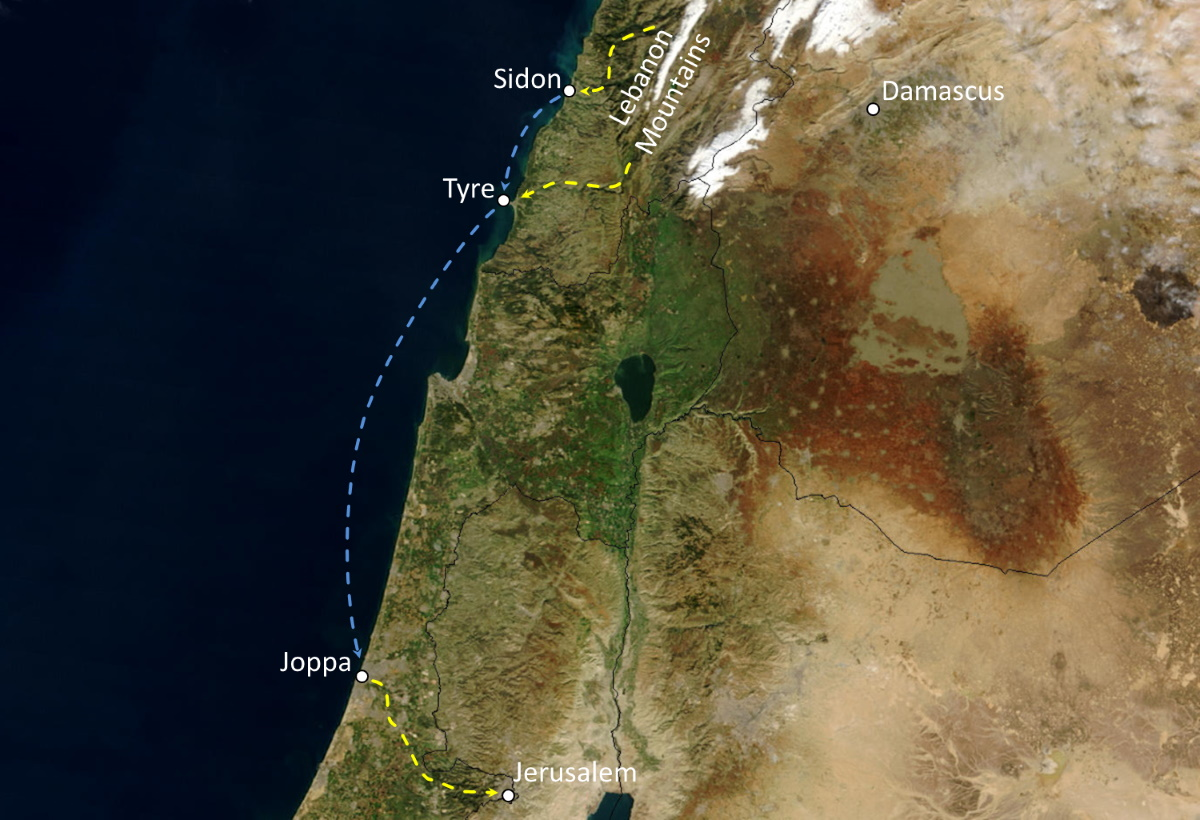 Lebanon
Mountains
Sidon
Damascus
Tyre
Joppa
Jerusalem